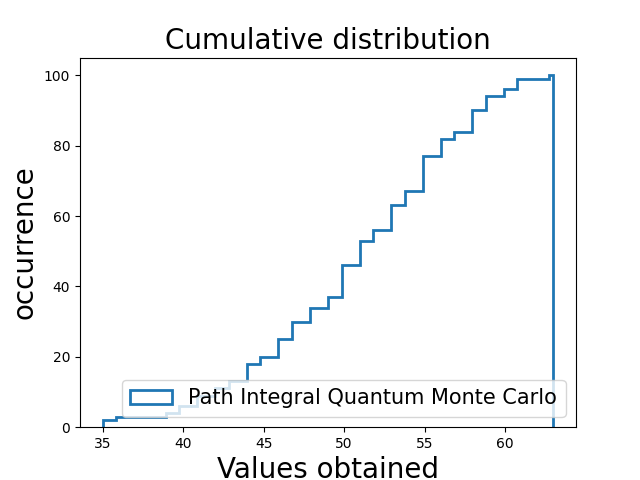 Cumulative distribution
occurrence
100
80
60
40
20
0
Path Integral Quantum Monte Carlo
35 40 45 50 55 60
Values obtained